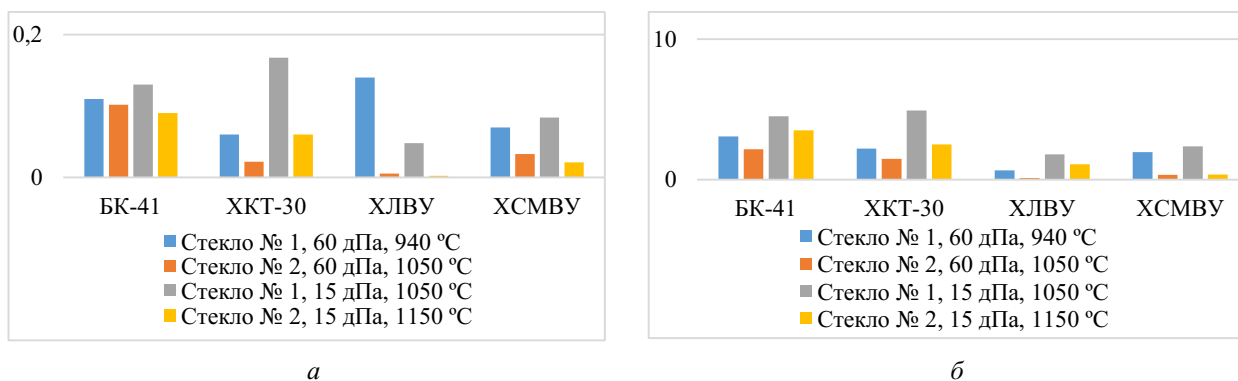 0,2
0
БК-41 ХКТ-30 ХЛВУ ХСМВУ
Стекло № 1, 60 дПа, 940 ºС
Стекло № 2, 60 дПа, 1050 ºС
Стекло № 1, 15 дПа, 1050 ºС
Стекло № 2, 15 дПа, 1150 ºС
а
10
0
БК-41 ХКТ-30 ХЛВУ ХСМВУ
Стекло № 1, 60 дПа, 940 ºС
Стекло № 2, 60 дПа, 1050 ºС
Стекло № 1, 15 дПа, 1050 ºС
Стекло № 2, 15 дПа, 1150 ºС
б